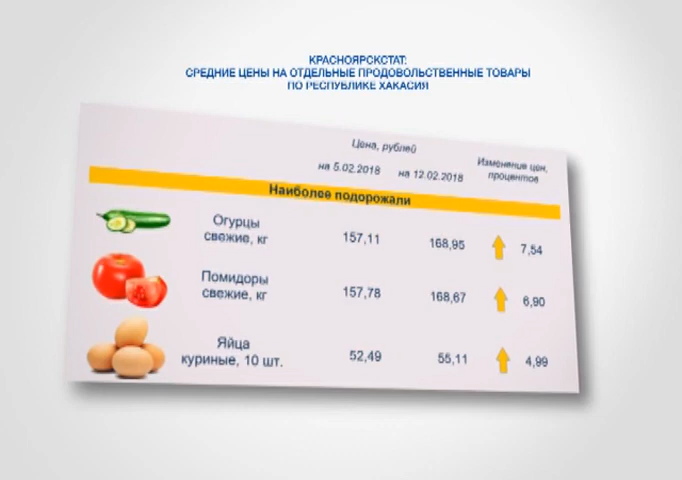 КРАСНОЯРСКСТАТ:
СРЕДНИЕ ЦЕНЫ НА ОТДЕЛЬНЫЕ ПРОДОВОЛЬСТВЕННЫЕ ТОВАРЫ
ПО РЕСПУБЛИКЕ ХАКАСИЯ
Цена, рублей
Изменение цен,
процентов
на 5.02.2018 на 12.02.2018
Наиболее подорожали
Огурцы
свежие, кг 157,11 168,95 7,54
Помидоры
свежие, кг 157,78 168,67 6,90
Яйца
куриные, 10 шт. 52,49 55,11 4,99